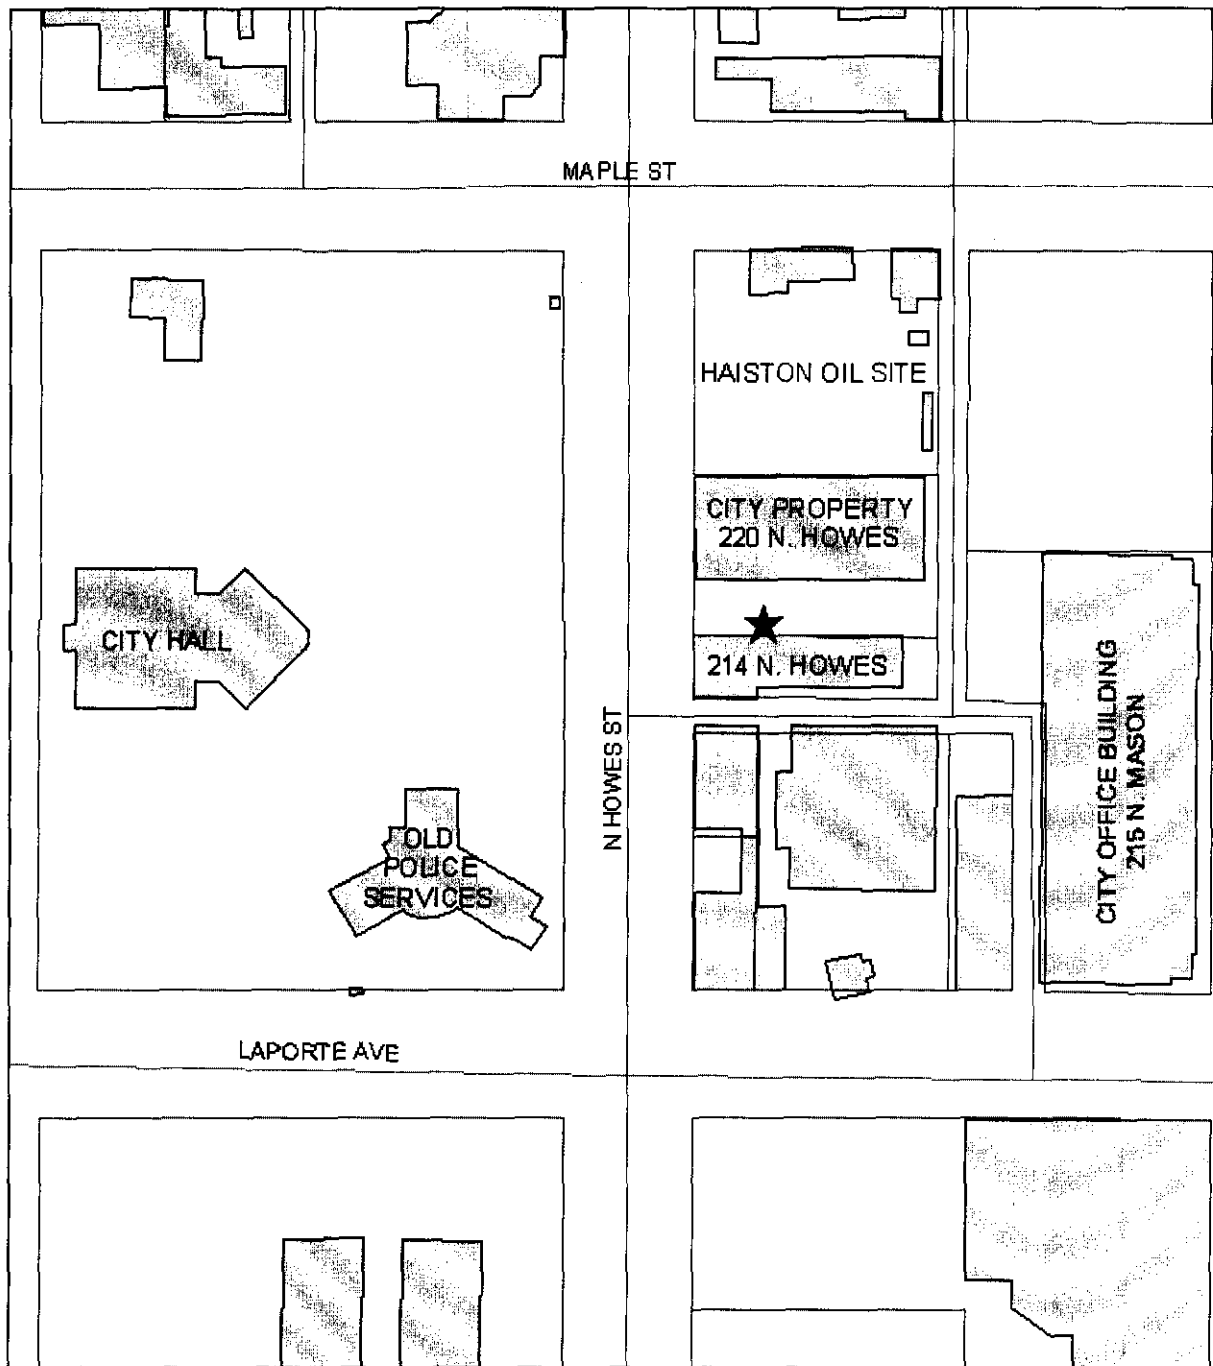 MAPLE ST
HAISTON OIL SITE
CITY PROPERTY
220 N. HOWES
CITY HALL
214 N. HOWES
N HOWES ST
CITY OFFICE BUILDING
215 N. MASON
OLD
POLICE
SERVICES
LAPORTE AVE